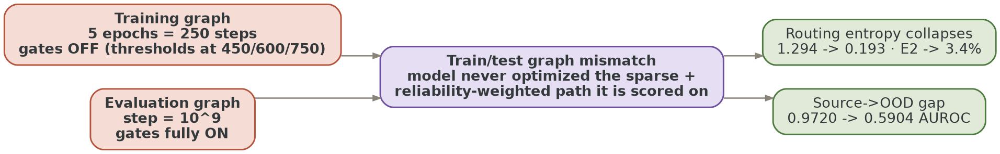 Training graph
5 epochs = 250 steps
gates OFF (thresholds at 450/600/750)
Evaluation graph
step = 10^9
gates fully ON
Train/test graph mismatch
model never optimized the sparse +
reliability-weighted path it is scored on
Routing entropy collapses
1.294 -> 0.193 · E2 -> 3.4%
Source->OOD gap
0.9720 -> 0.5904 AUROC